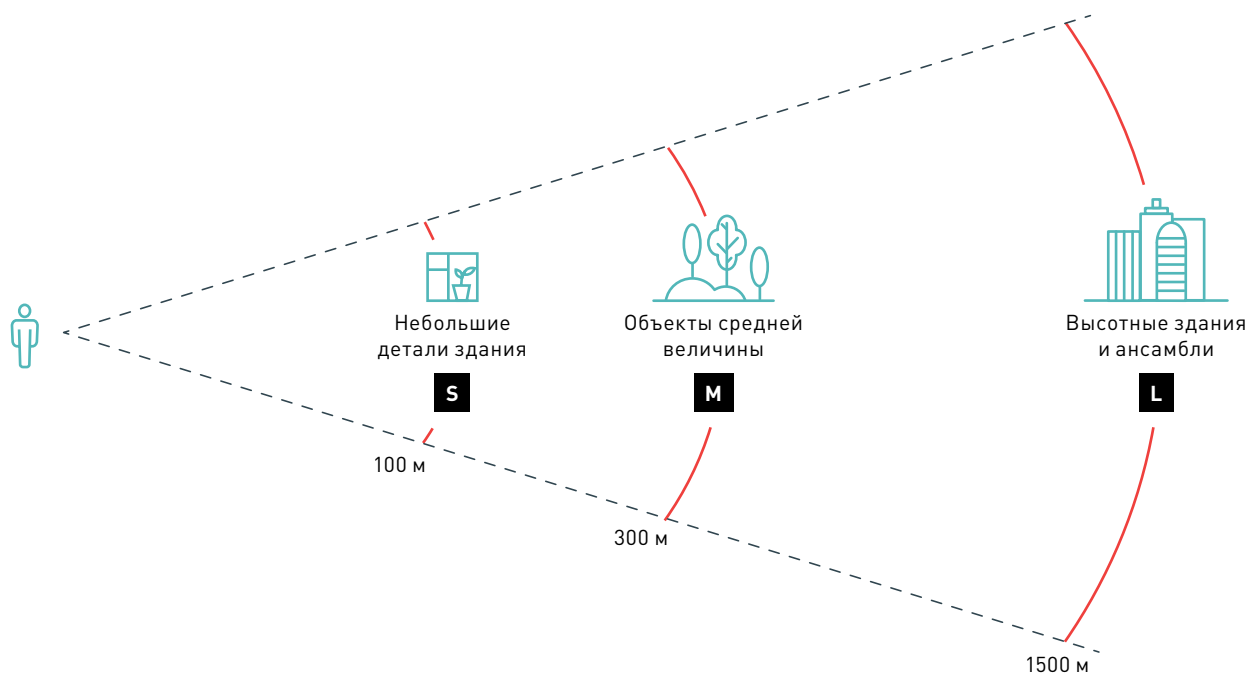 Небольшие
детали здания
S
100 м
Объекты средней
величины
M
300 м
Высотные здания
и ансамбли
L
1500 м